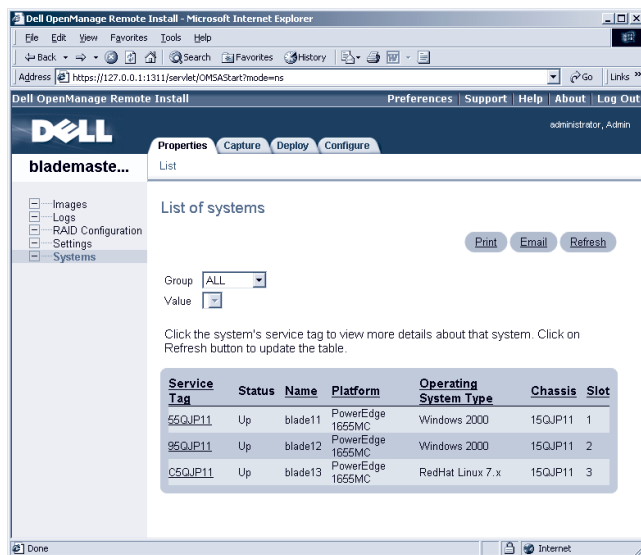 Dell OpenManage Remote Install - Microsoft Internet Explorer
File Edit View Favorites Tools Help
Back Search Favorites History
Address https://127.0.0.1:1311/servlet/OMSAStart?mode=ns Go Links »
Dell OpenManage Remote Install Preferences Support Help About Log Out
DELL
administrator, Admin
Properties Capture Deploy Configure
blademaste...
List
Images
Logs
RAID Configuration
Settings
Systems
List of systems
Print Email Refresh
Group ALL
Value
Click the system's service tag to view more details about that system. Click on
Refresh button to update the table.
Service Tag Status Name Platform Operating System Type Chassis Slot
55QJP11 Up blade11 PowerEdge 1655MC Windows 2000 15QJP11 1
95QJP11 Up blade12 PowerEdge 1655MC Windows 2000 15QJP11 2
C5QJP11 Up blade13 PowerEdge 1655MC RedHat Linux 7.x 15QJP11 3
Done Internet